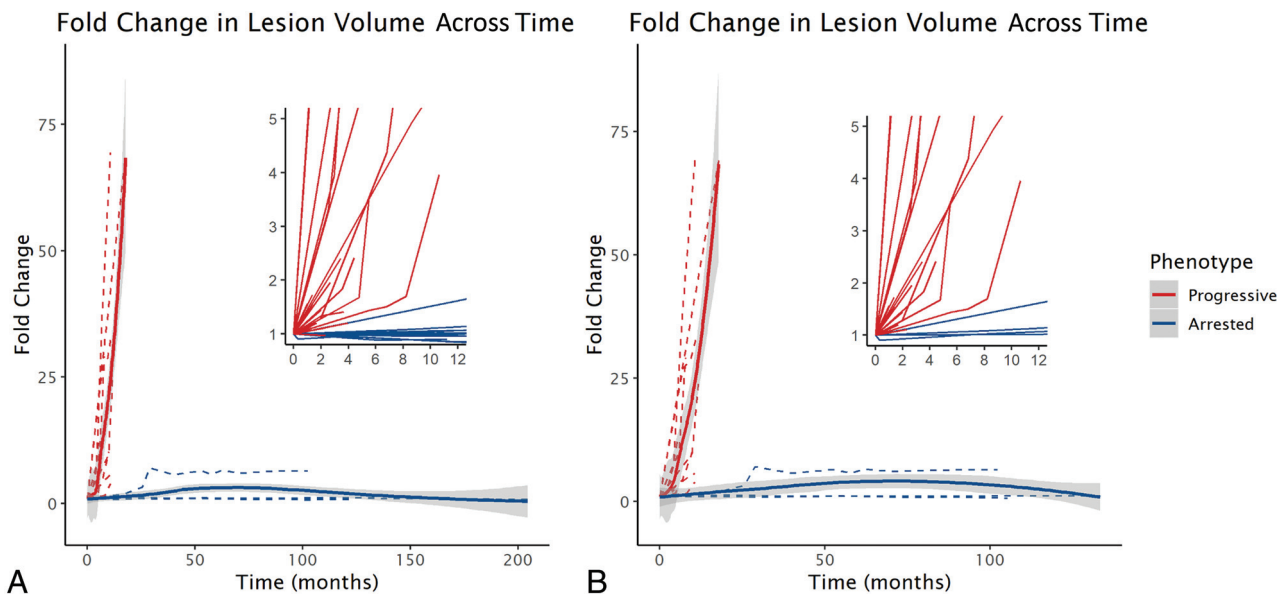 Fold Change in Lesion Volume Across Time
75
50
25
0
Fold Change
5
4
3
2
1
0 2 4 6 8 10 12
0 50 100 150 200
Time (months)
A
Fold Change in Lesion Volume Across Time
75
50
25
0
Fold Change
5
4
3
2
1
0 2 4 6 8 10 12
0 50 100
Time (months)
B
Phenotype
Progressive
Arrested